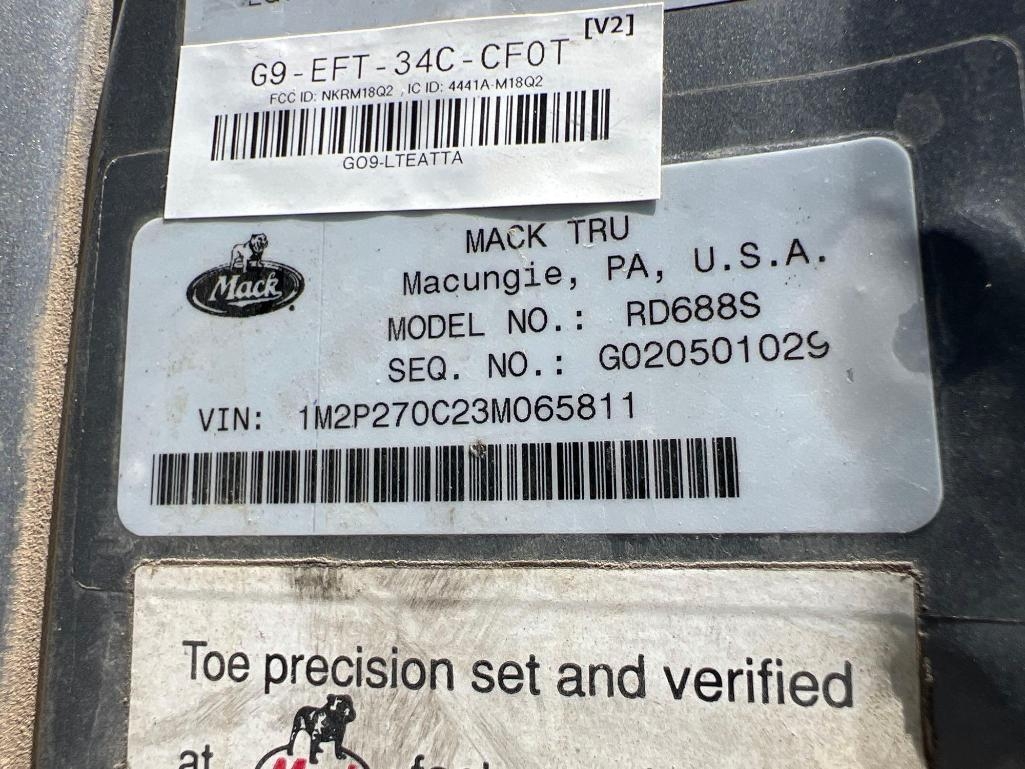 [V2]
G9-EFT-34C-CF0T
FCC ID: NKRM18Q2 , IC ID: 4441A-M18Q2
GO9-LTEATTA
MACK TRU
Mack
Macungie, PA, U.S.A.
MODEL NO.: RD688S
SEQ. NO.: G020501029
VIN: 1M2P270C23M065811
Toe precision set and verified
at